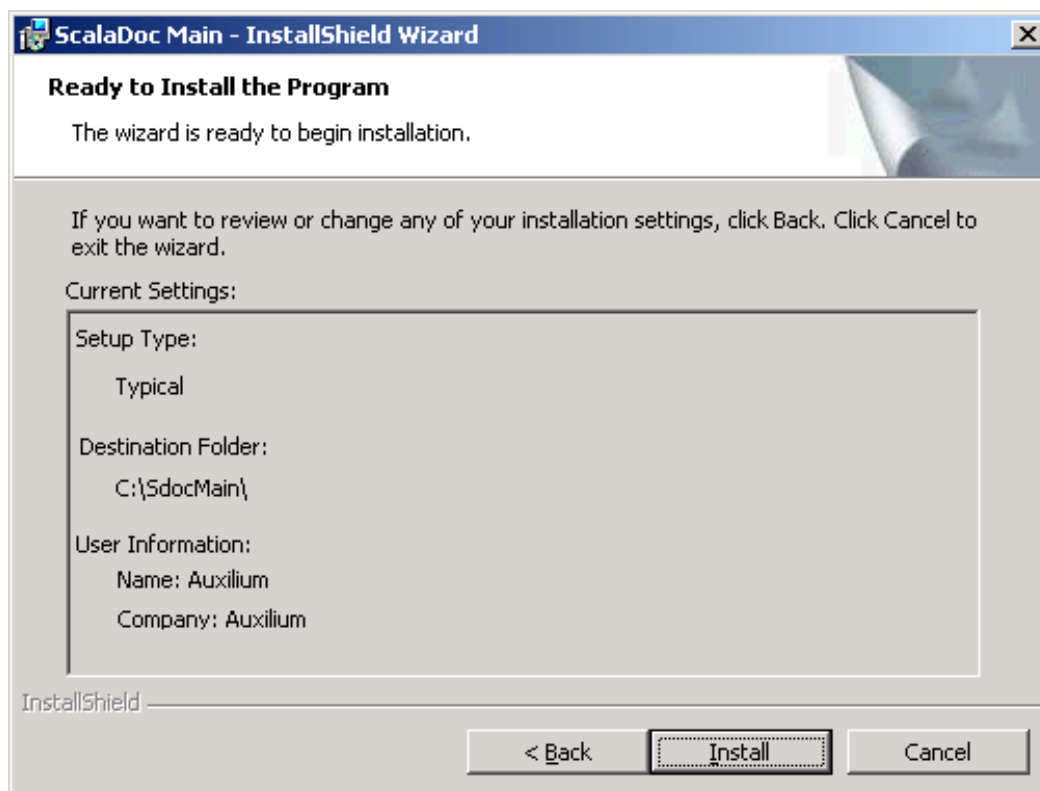 ScalaDoc Main - InstallShield Wizard
Ready to Install the Program
The wizard is ready to begin installation.
If you want to review or change any of your installation settings, click Back. Click Cancel to
exit the wizard.
Current Settings:
Setup Type:
Typical
Destination Folder:
C:\SdocMain\
User Information:
Name: Auxilium
Company: Auxilium
InstallShield
< Back
Install
Cancel